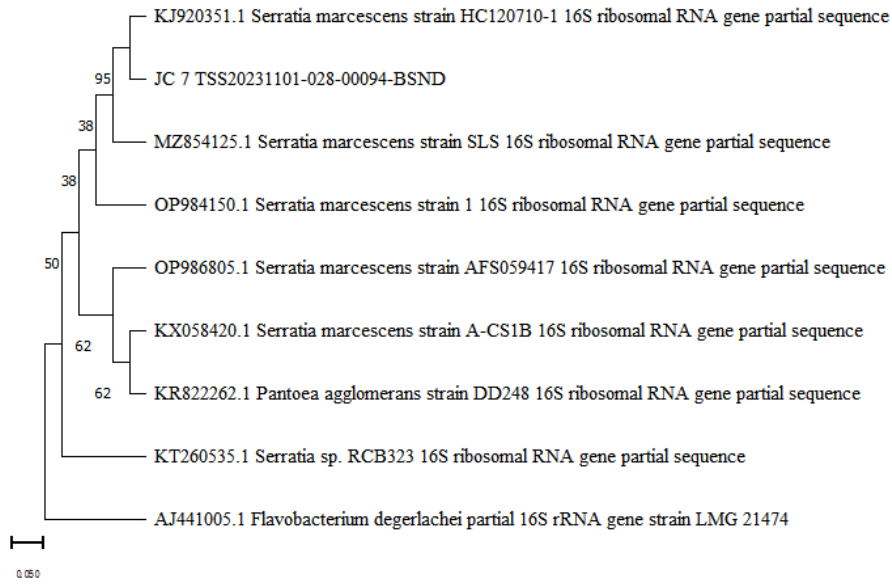 KJ920351.1 Serratia marcescens strain HC120710-1 16S ribosomal RNA gene partial sequence
95
JC 7 TSS20231101-028-00094-BSND
38
MZ854125.1 Serratia marcescens strain SLS 16S ribosomal RNA gene partial sequence
38
OP984150.1 Serratia marcescens strain 1 16S ribosomal RNA gene partial sequence
50
OP986805.1 Serratia marcescens strain AFS059417 16S ribosomal RNA gene partial sequence
KX058420.1 Serratia marcescens strain A-CS1B 16S ribosomal RNA gene partial sequence
62
62
KR822262.1 Pantoea agglomerans strain DD248 16S ribosomal RNA gene partial sequence
KT260535.1 Serratia sp. RCB323 16S ribosomal RNA gene partial sequence
AJ441005.1 Flavobacterium degerlachei partial 16S rRNA gene strain LMG 21474
0.050